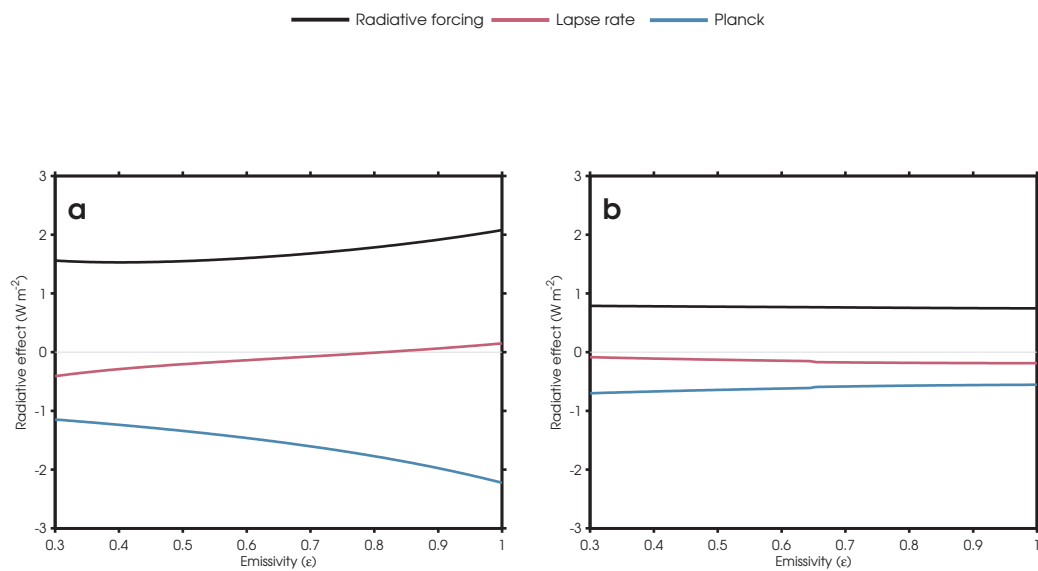 Radiative forcing Lapse rate Planck
a
3
2
1
0
-1
-2
-3
Radiative effect (W m-2)
0.3 0.4 0.5 0.6 0.7 0.8 0.9 1
Emissivity (ε)
b
3
2
1
0
-1
-2
-3
Radiative effect (W m-2)
0.3 0.4 0.5 0.6 0.7 0.8 0.9 1
Emissivity (ε)